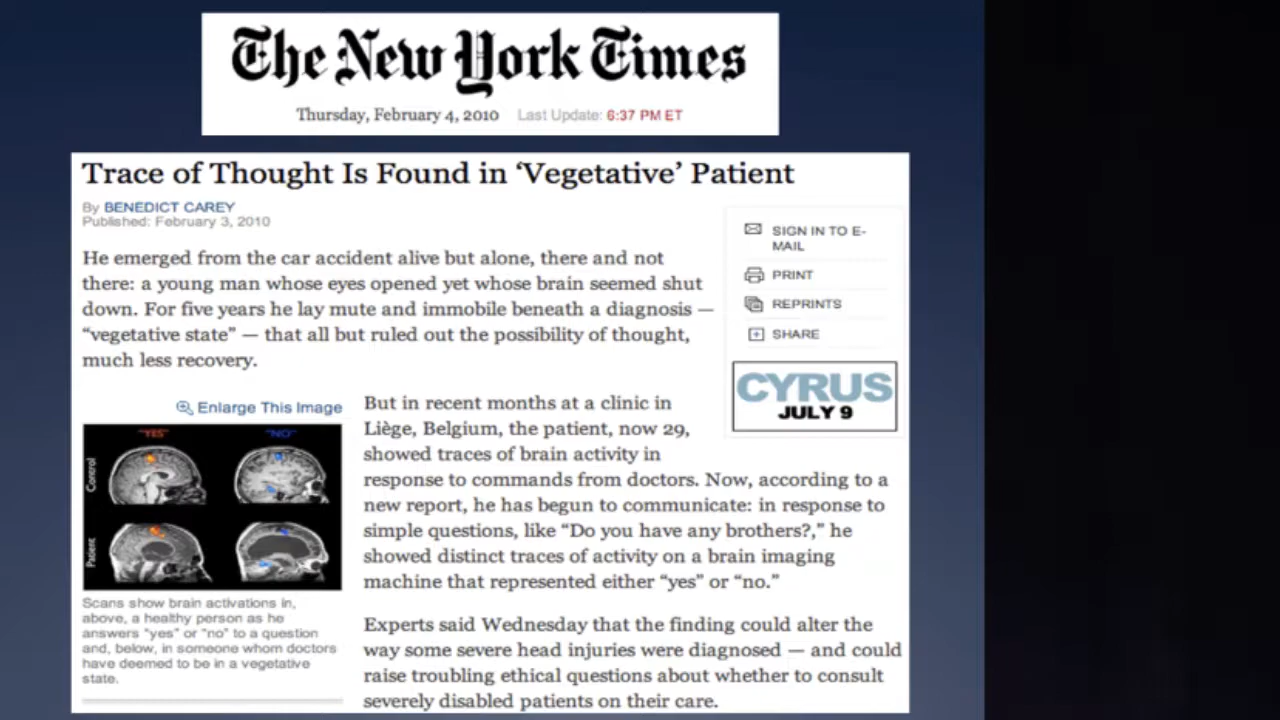 The New York Times
Thursday, February 4, 2010 Last Update: 6:37 PM ET
Trace of Thought Is Found in ‘Vegetative’ Patient
By BENEDICT CAREY
Published: February 3, 2010
He emerged from the car accident alive but alone, there and not
there: a young man whose eyes opened yet whose brain seemed shut
down. For five years he lay mute and immobile beneath a diagnosis —
“vegetative state” — that all but ruled out the possibility of thought,
much less recovery.
SIGN IN TO E-
MAIL
PRINT
REPRINTS
SHARE
CYRUS
JULY 9
Enlarge This Image
"YES"
"NO"
Control
Patient
Scans show brain activations in,
above, a healthy person as he
answers “yes” or “no” to a question
and, below, in someone whom doctors
have deemed to be in a vegetative
state.
But in recent months at a clinic in
Liège, Belgium, the patient, now 29,
showed traces of brain activity in
response to commands from doctors. Now, according to a
new report, he has begun to communicate: in response to
simple questions, like “Do you have any brothers?,” he
showed distinct traces of activity on a brain imaging
machine that represented either “yes” or “no.”
Experts said Wednesday that the finding could alter the
way some severe head injuries were diagnosed — and could
raise troubling ethical questions about whether to consult
severely disabled patients on their care.